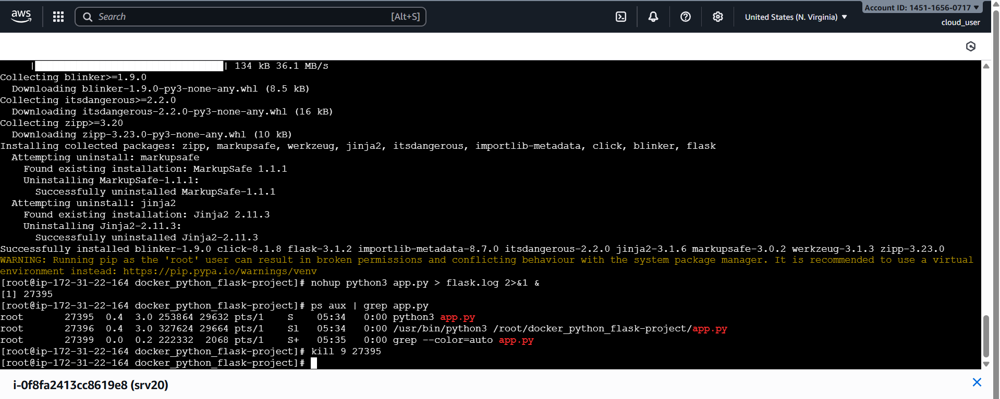 aws
Search [Alt+S]
United States (N. Virginia) ▼
Account ID: 1451-1656-0717 ▼
cloud_user
| 134 kB 36.1 MB/s
Collecting blinker>=1.9.0
Downloading blinker-1.9.0-py3-none-any.whl (8.5 kB)
Collecting itsdangerous>=2.2.0
Downloading itsdangerous-2.2.0-py3-none-any.whl (16 kB)
Collecting zipp>=3.20
Downloading zipp-3.23.0-py3-none-any.whl (10 kB)
Installing collected packages: zipp, markupsafe, werkzeug, jinja2, itsdangerous, importlib-metadata, click, blinker, flask
Attempting uninstall: markupsafe
Found existing installation: MarkupSafe 1.1.1
Uninstalling MarkupSafe-1.1.1:
Successfully uninstalled MarkupSafe-1.1.1
Attempting uninstall: jinja2
Found existing installation: Jinja2 2.11.3
Uninstalling Jinja2-2.11.3:
Successfully uninstalled Jinja2-2.11.3
Successfully installed blinker-1.9.0 click-8.1.8 flask-3.1.2 importlib-metadata-8.7.0 itsdangerous-2.2.0 jinja2-3.1.6 markupsafe-3.0.2 werkzeug-3.1.3 zipp-3.23.0
WARNING: Running pip as the 'root' user can result in broken permissions and conflicting behaviour with the system package manager. It is recommended to use a virtual
environment instead: https://pip.pypa.io/warnings/venv
[root@ip-172-31-22-164 docker_python_flask-project]# nohup python3 app.py > flask.log 2>&1 &
[1] 27395
[root@ip-172-31-22-164 docker_python_flask-project]# ps aux | grep app.py
root 27395 0.4 3.0 253864 29632 pts/1 S 05:34 0:00 python3 app.py
root 27396 0.4 3.0 327624 29664 pts/1 Sl 05:34 0:00 /usr/bin/python3 /root/docker_python_flask-project/app.py
root 27399 0.0 0.2 222332 2068 pts/1 S+ 05:35 0:00 grep --color=auto app.py
[root@ip-172-31-22-164 docker_python_flask-project]# kill 9 27395
[root@ip-172-31-22-164 docker_python_flask-project]#
i-0f8fa2413cc8619e8 (srv20)